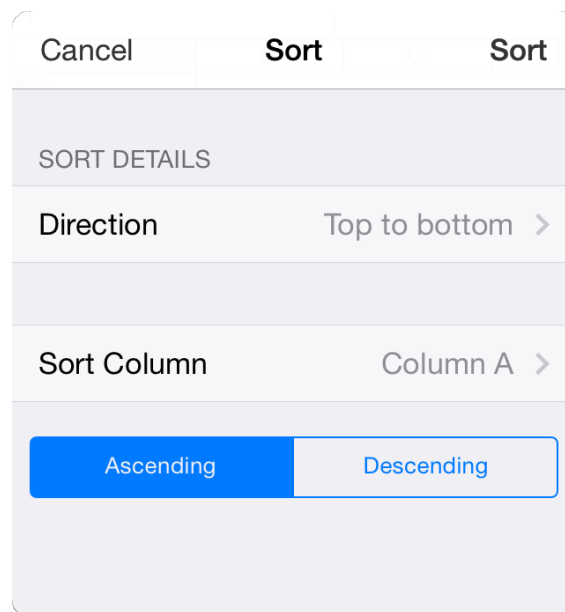 Cancel Sort Sort
SORT DETAILS
Direction Top to bottom
Sort Column Column A
Ascending Descending